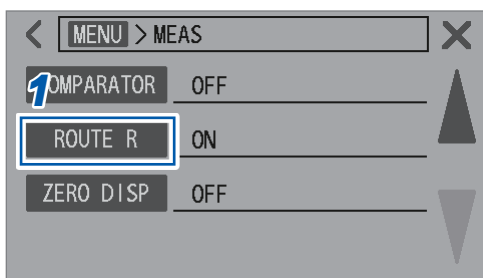 < MENU > MEAS X
1
OMPARATOR OFF
ROUTE R ON
ZERO DISP OFF